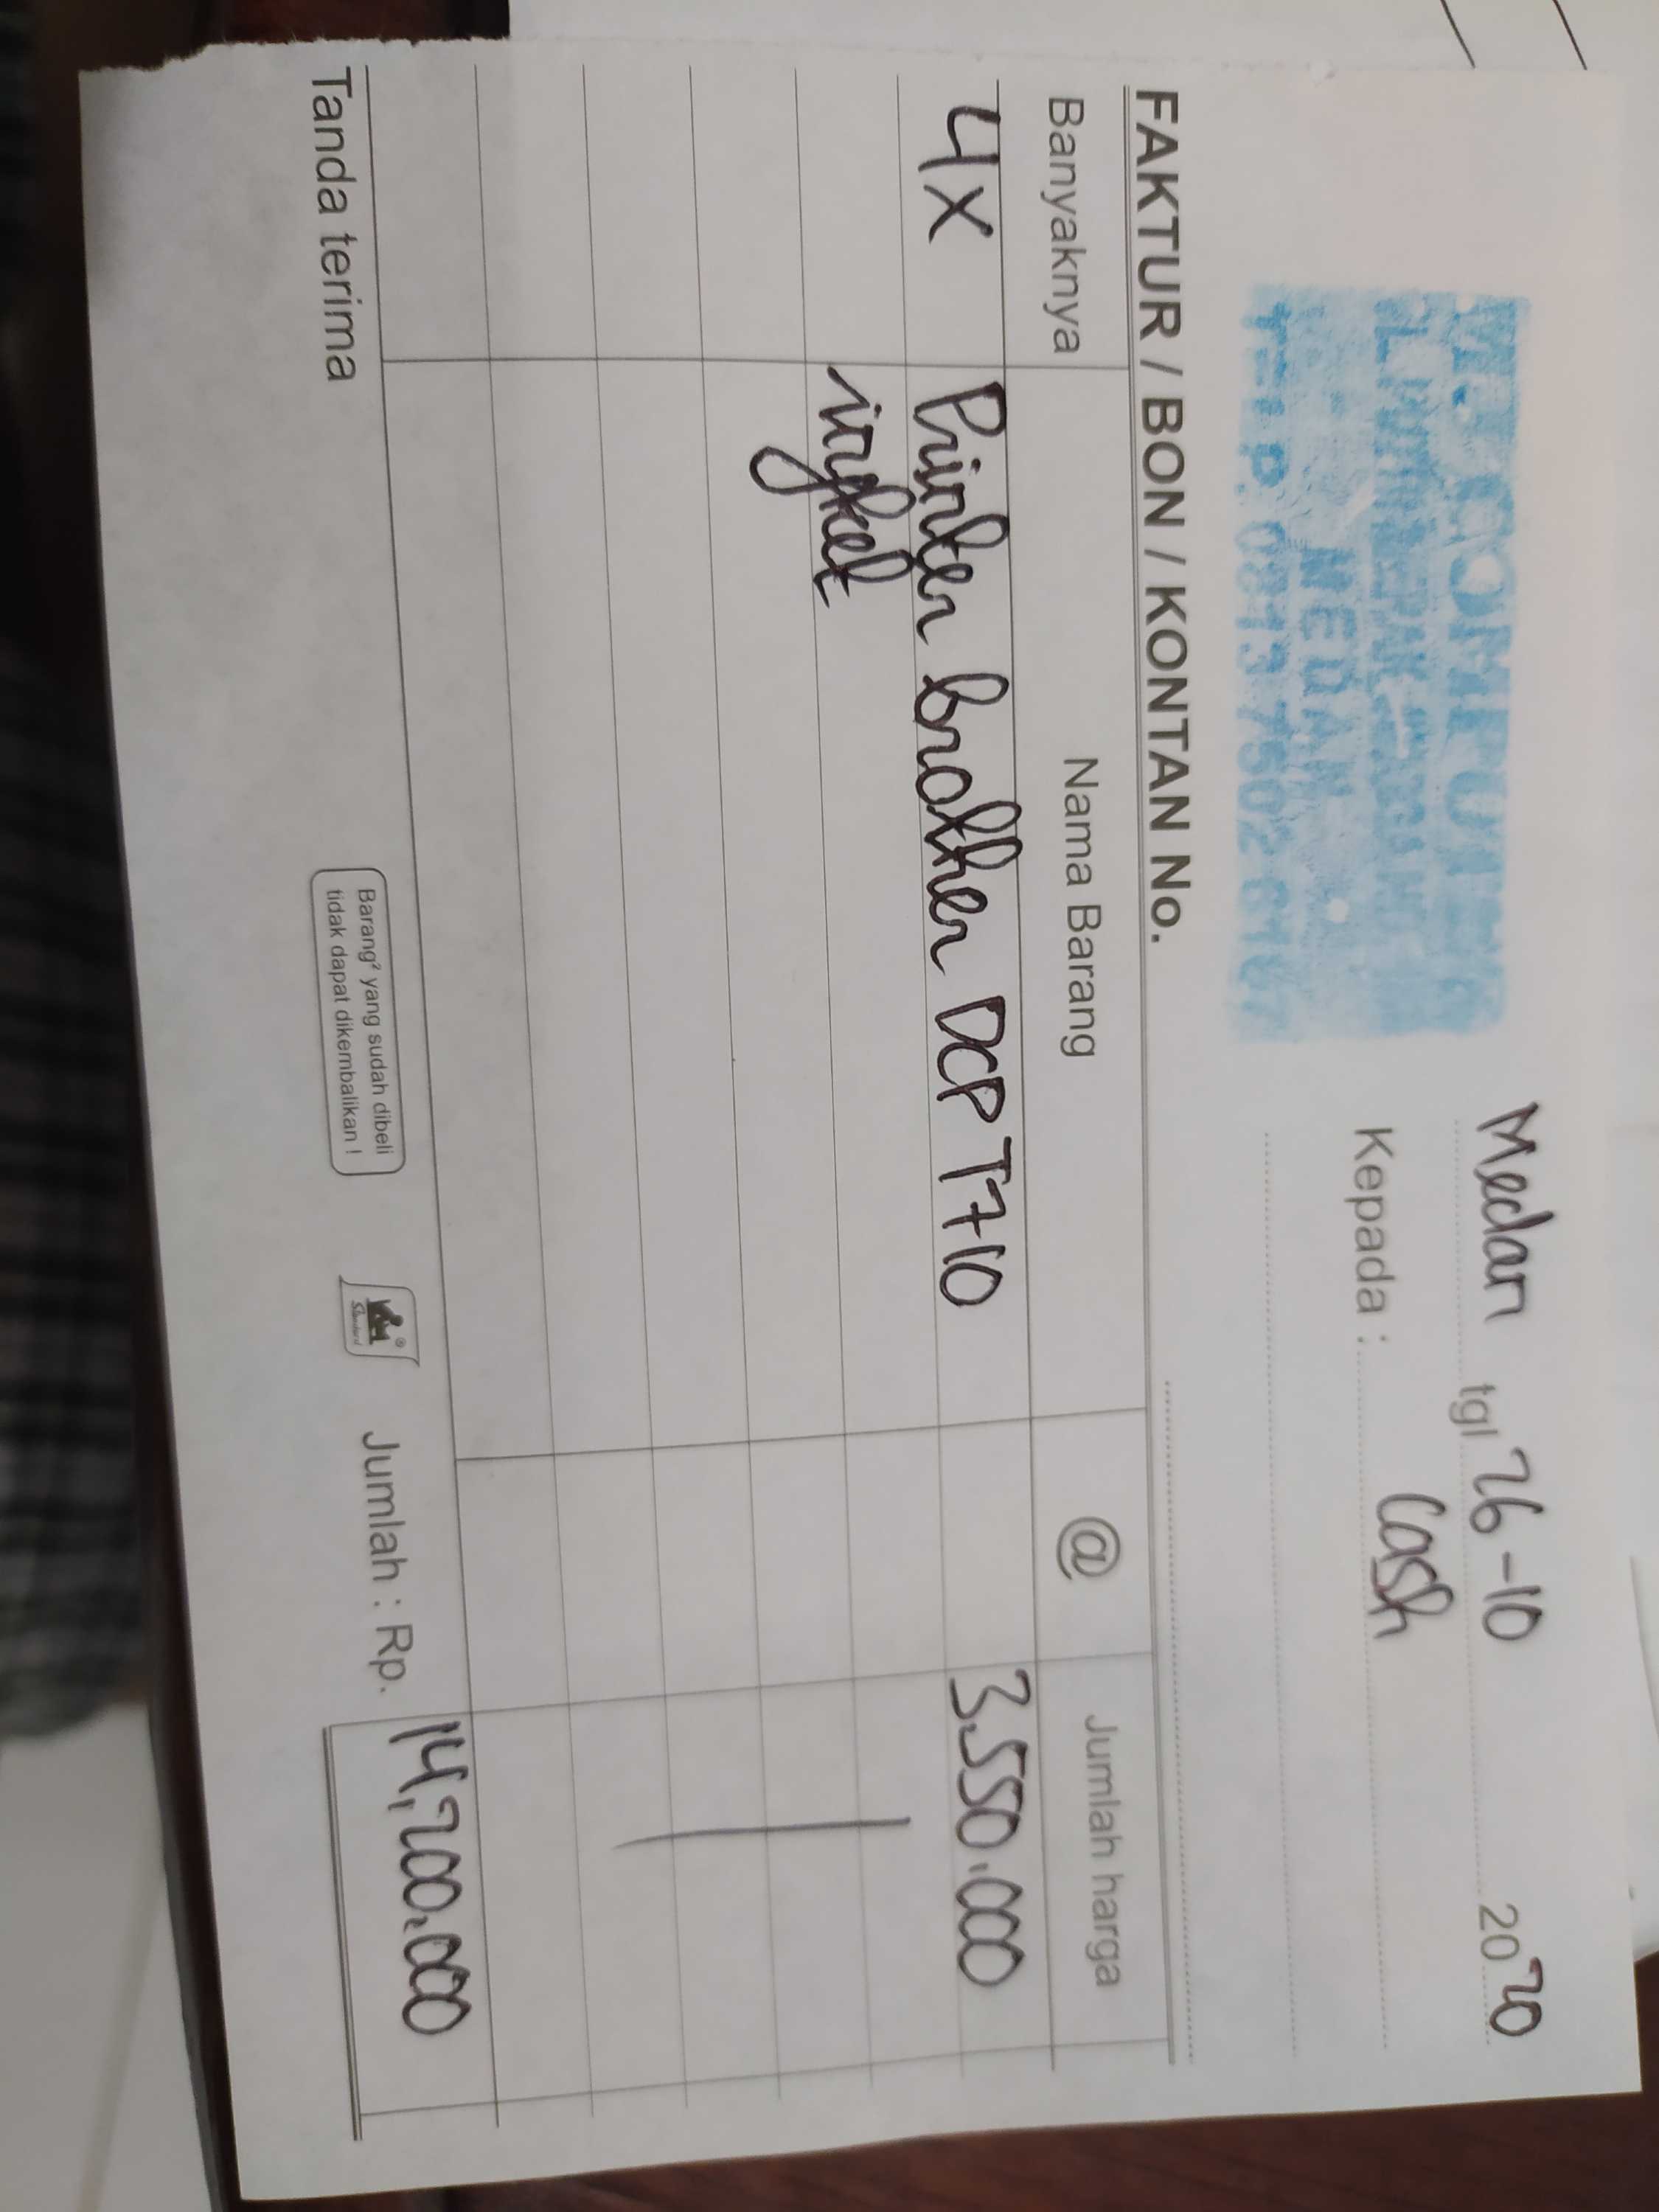 COMPUTER
MEDAN
Medan tgl 26-10 2020
Kepada : Cash
FAKTUR / BON / KONTAN No.
Banyaknya Nama Barang @ Jumlah harga
4X Printer brother DCP T710 3.550.000
inkjet
14,200.000
Tanda terima Barang² yang sudah dibeli tidak dapat dikembalikan ! Jumlah : Rp.